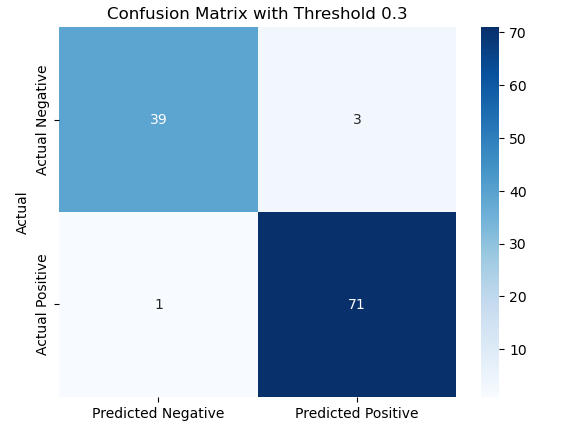 Confusion Matrix with Threshold 0.3
Actual
Actual Negative
39
3
Actual Positive
1
71
Predicted Negative
Predicted Positive
70
60
50
40
30
20
10